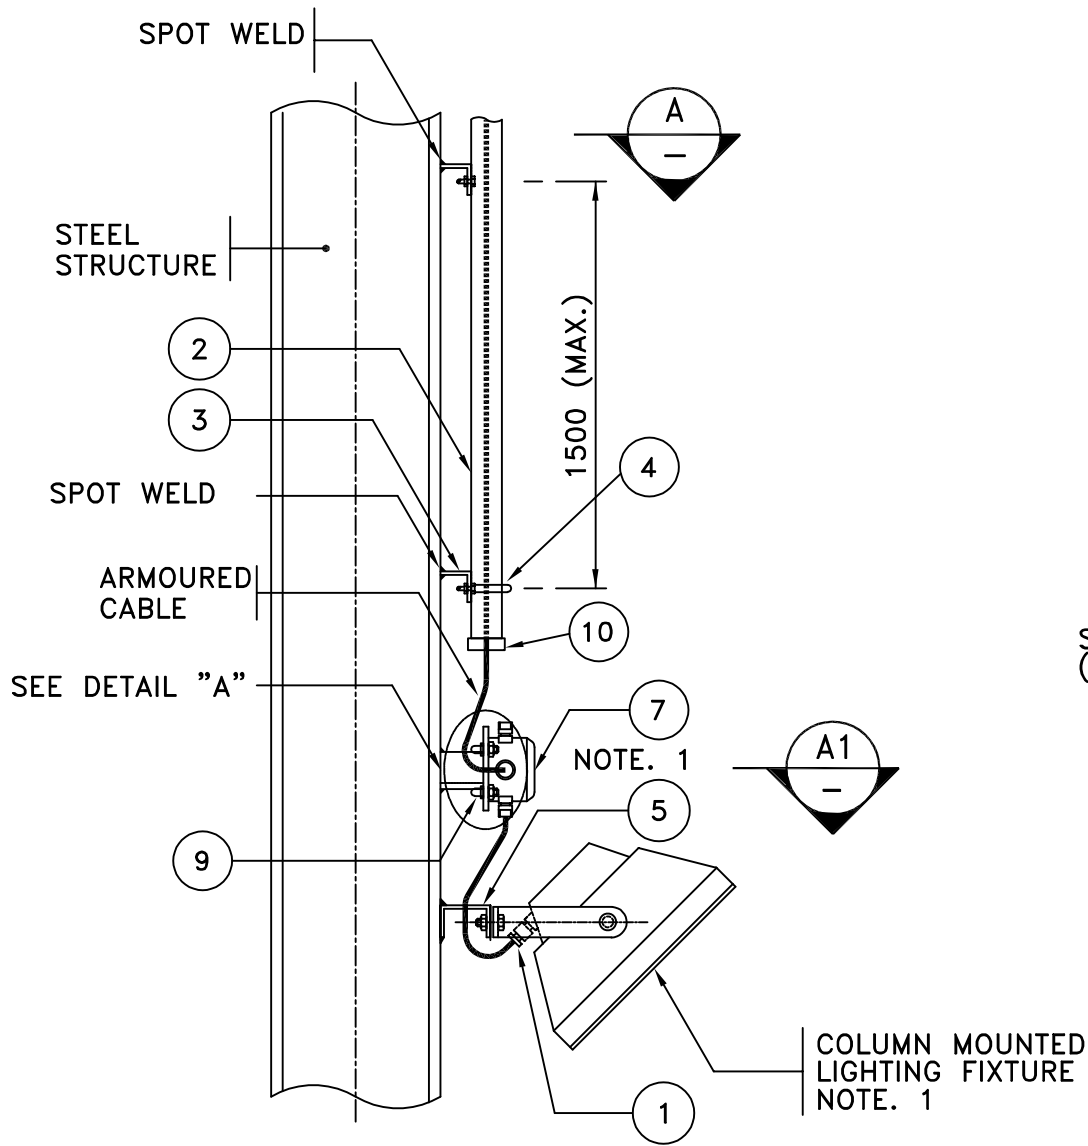 SPOT WELD
A
–
STEEL
STRUCTURE
2
1500 (MAX.)
3
4
SPOT WELD
ARMOURED
CABLE
10
S
(
SEE DETAIL "A"
7
NOTE. 1
A1
–
5
9
COLUMN MOUNTED
LIGHTING FIXTURE
NOTE. 1
1